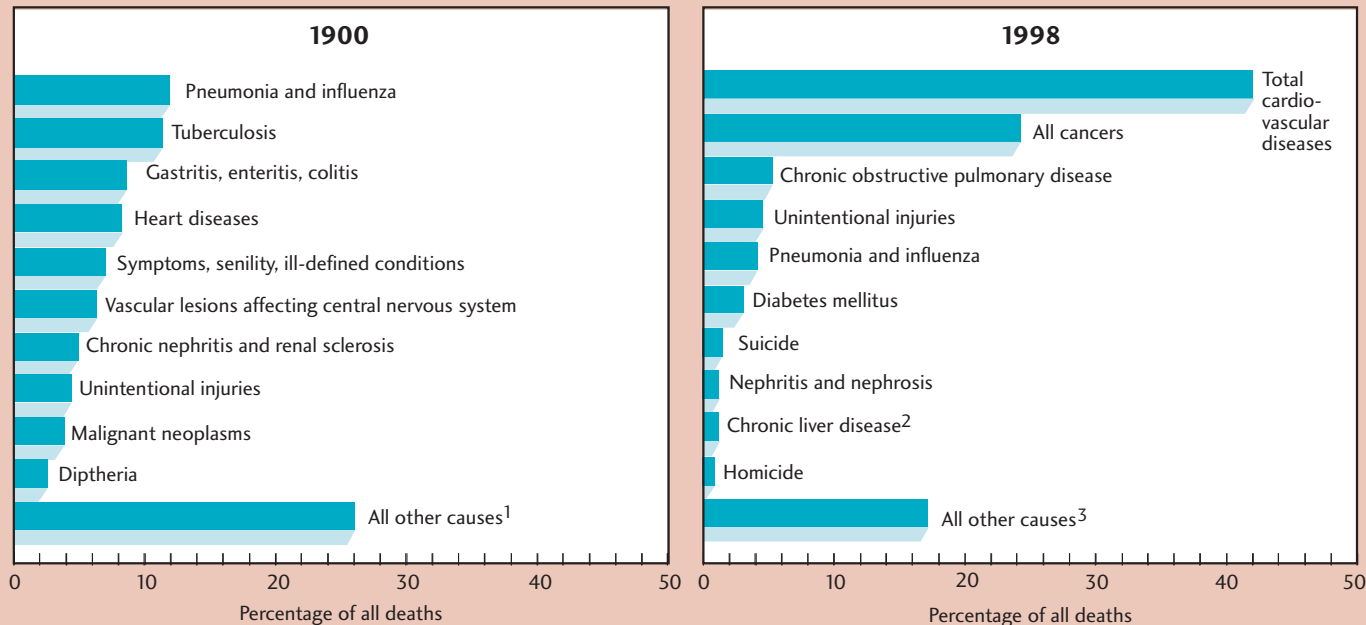 1900
Pneumonia and influenza
Tuberculosis
Gastritis, enteritis, colitis
Heart diseases
Symptoms, senility, ill-defined conditions
Vascular lesions affecting central nervous system
Chronic nephritis and renal sclerosis
Unintentional injuries
Malignant neoplasms
Diptheria
All other causes1
0 10 20 30 40 50
Percentage of all deaths
1998
Total
cardio-
vascular
diseases
All cancers
Chronic obstructive pulmonary disease
Unintentional injuries
Pneumonia and influenza
Diabetes mellitus
Suicide
Nephritis and nephrosis
Chronic liver disease2
Homicide
All other causes3
0 10 20 30 40 50
Percentage of all deaths